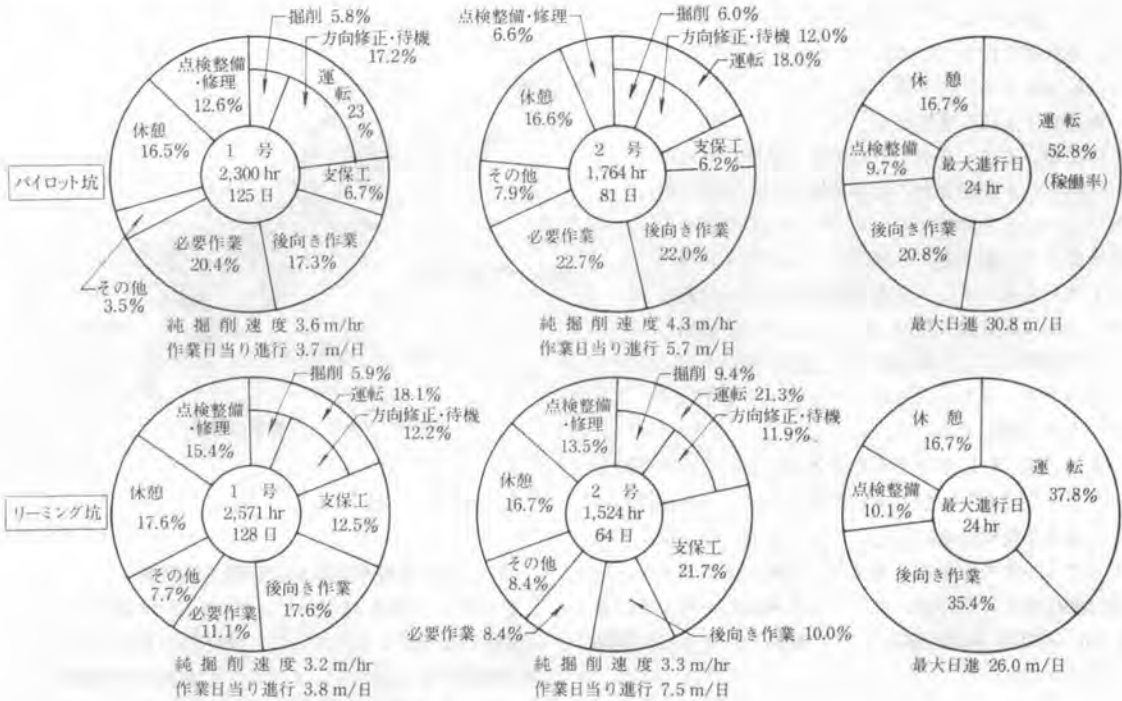 パイロット坑
掘削 5.8%
方向修正・待機
17.2%
運転
23
%
点検整備
・修理
12.6%
休憩
16.5%
1 号
2,300 hr
125 日
支保工
6.7%
後向き作業
17.3%
必要作業
20.4%
その他
3.5%
純掘削速度 3.6 m/hr
作業日当り進行 3.7 m/日
点検整備・修理
6.6%
掘削 6.0%
方向修正・待機 12.0%
運転 18.0%
休憩
16.6%
2 号
1,764 hr
81 日
支保工
6.2%
その他
7.9%
必要作業
22.7%
後向き作業
22.0%
純掘削速度 4.3 m/hr
作業日当り進行 5.7 m/日
休憩
16.7%
運転
52.8%
(稼働率)
点検整備
9.7%
最大進行日
24 hr
後向き作業
20.8%
最大日進 30.8 m/日
リーミング坑
掘削 5.9%
運転 18.1%
方向修正・待機
12.2%
点検整備
・修理
15.4%
休憩
17.6%
1 号
2,571 hr
128 日
支保工
12.5%
その他
7.7%
必要作業
11.1%
後向き作業
17.6%
純掘削速度 3.2 m/hr
作業日当り進行 3.8 m/日
掘削 9.4%
運転 21.3%
方向修正・待機
11.9%
点検整備
・修理
13.5%
休憩
16.7%
2 号
1,524 hr
64 日
支保工
21.7%
その他
8.4%
必要作業 8.4%
後向き作業 10.0%
純掘削速度 3.3 m/hr
作業日当り進行 7.5 m/日
休憩
16.7%
運転
37.8%
点検整備
10.1%
最大進行日
24 hr
後向き作業
35.4%
最大日進 26.0 m/日